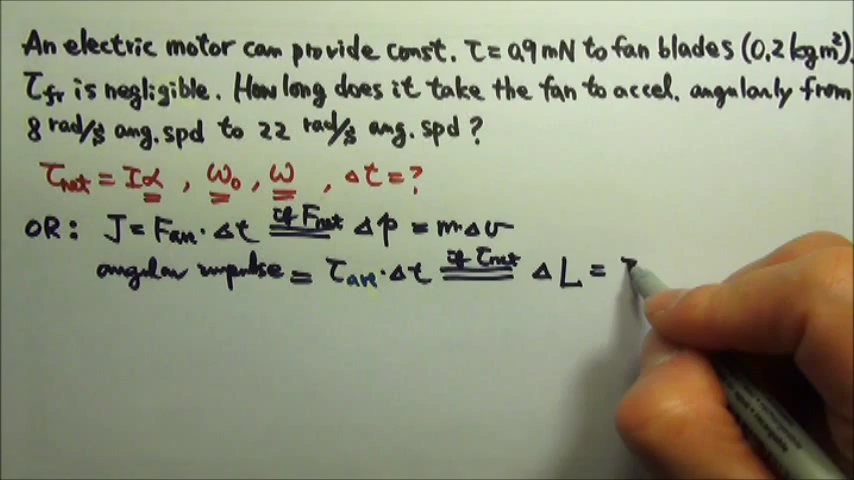 An electric motor can provide const. τ = 0.9 mN to fan blades (0.2 kgm²).
τfr is negligible. How long does it take the fan to accel. angularly from
8 rad/s ang. spd to 22 rad/s ang. spd?
τnet = Iα , ω₀ , ω , Δt = ?
OR: J = Fave · Δt = if Fnet Δp = m·Δv
angular impulse = τave · Δt = if τnet ΔL =